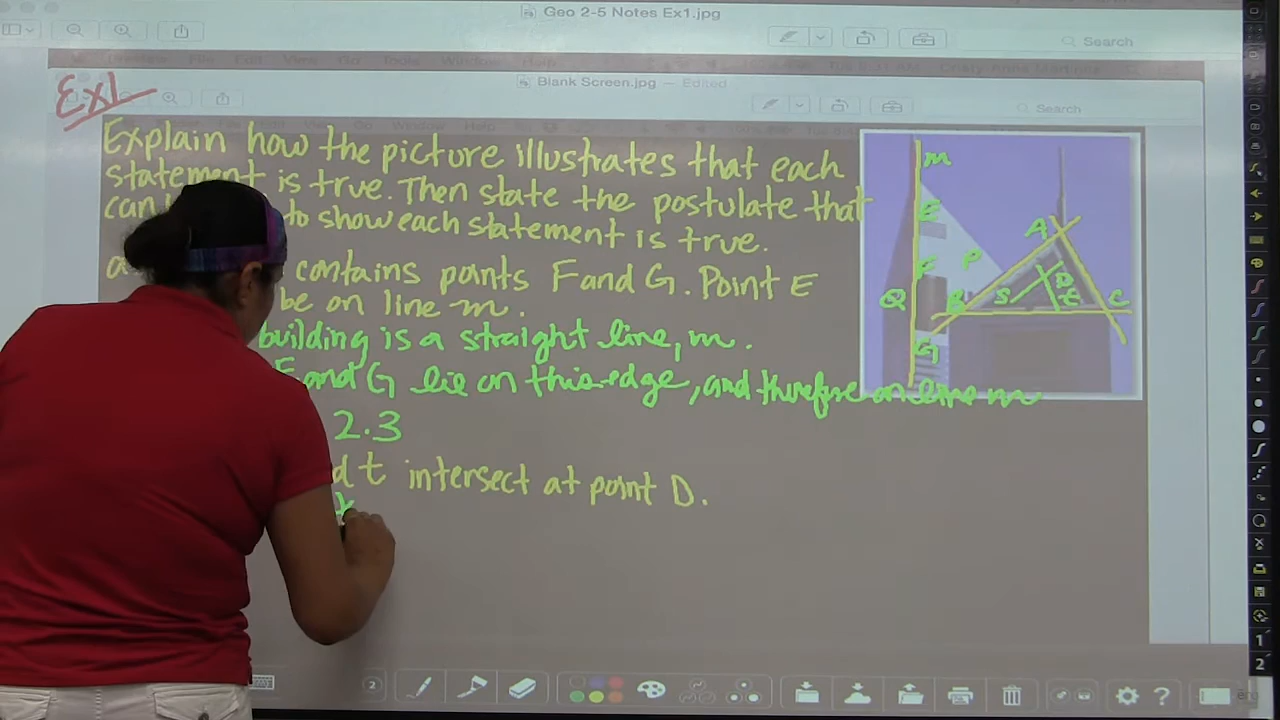 Geo 2-5 Notes Ex1.jpg
Search
Blank Screen.jpg — Edited
Search
Ex1
Explain how the picture illustrates that each
statement is true. Then state the postulate that
can to show each statement is true.
a contains points F and G. Point E
be on line m.
building is a straight line, m.
F and G lie on this edge, and therefore on line m
2.3
d t intersect at point D.
m
E
A
F
P
D
Q
B
S
t
C
G
1
2